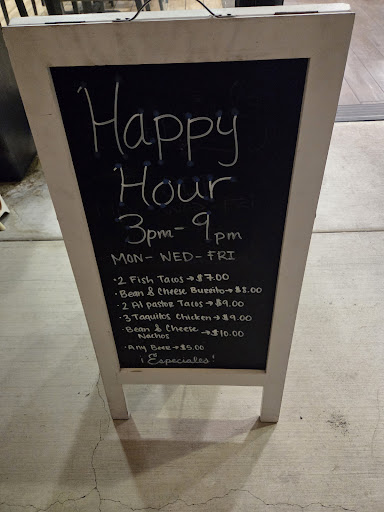 Happy
Hour
3pm - 9pm
MON - WED - FRI
· 2 Fish Tacos → $7.00
· Bean & Cheese Burrito → $8.00
· 2 Al pastor Tacos → $9.00
· 3 Taquitos Chicken → $9.00
· Bean & Cheese Nachos → $10.00
· Any Beer → $5.00
¡Especiales!